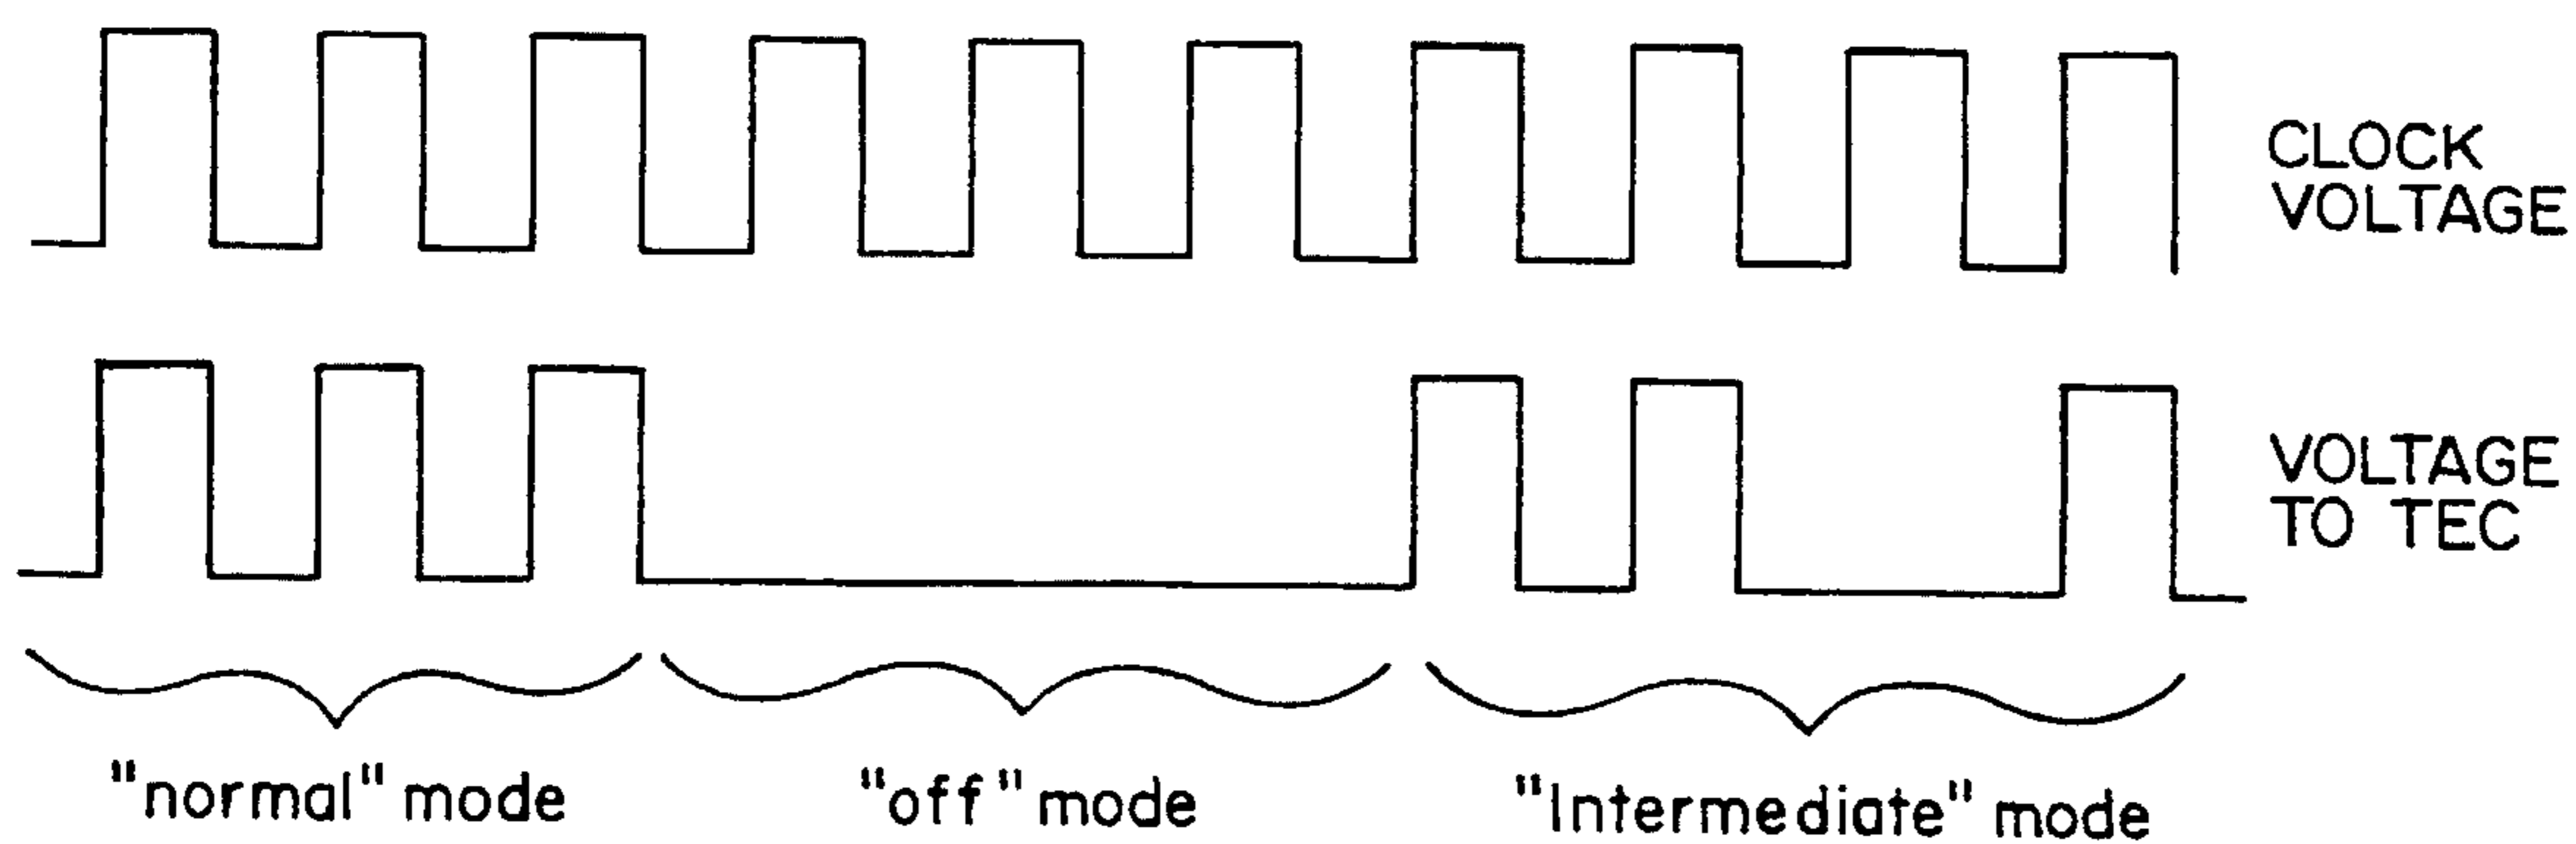 CLOCK
VOLTAGE
VOLTAGE
TO TEC
"normal" mode
"off" mode
"Intermediate" mode